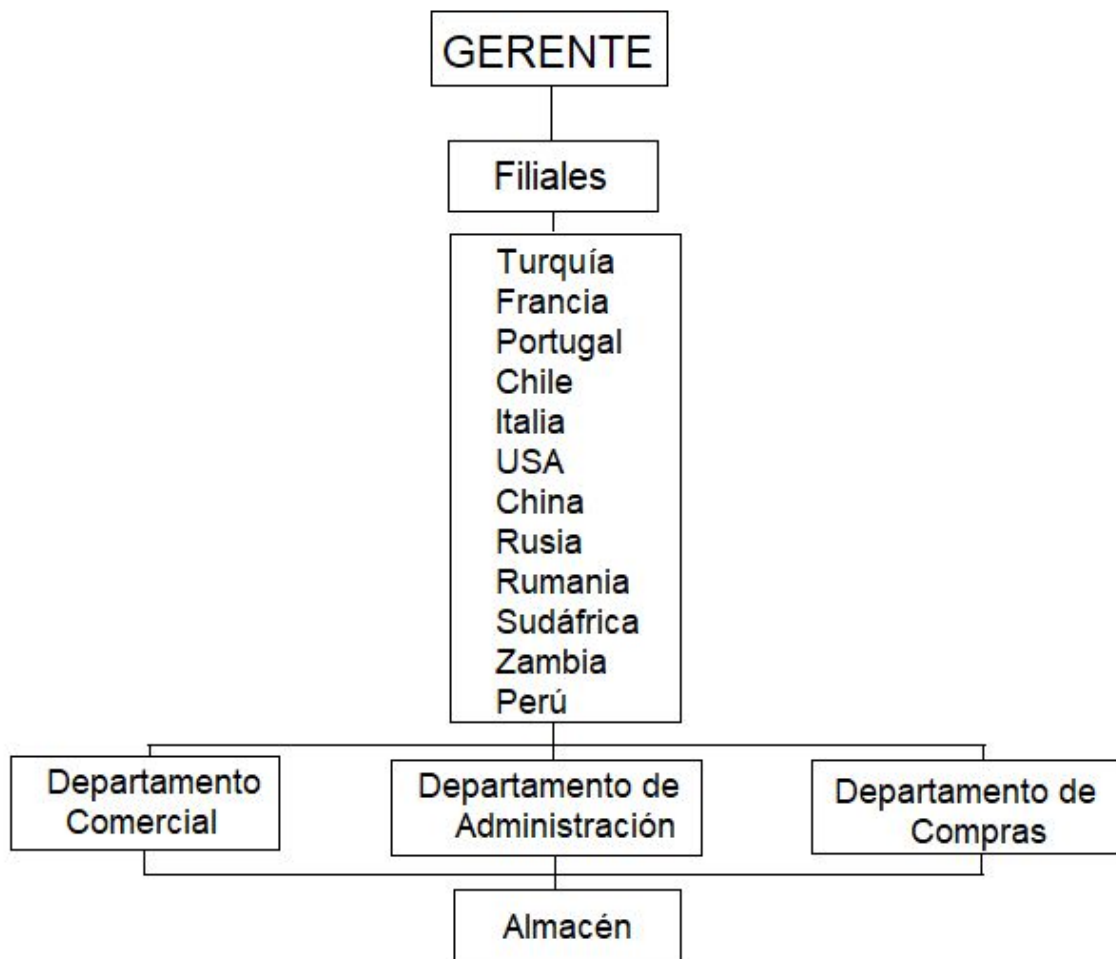 GERENTE
Filiales
Turquía
Francia
Portugal
Chile
Italia
USA
China
Rusia
Rumania
Sudáfrica
Zambia
Perú
Departamento
Comercial
Departamento de
Administración
Departamento de
Compras
Almacén